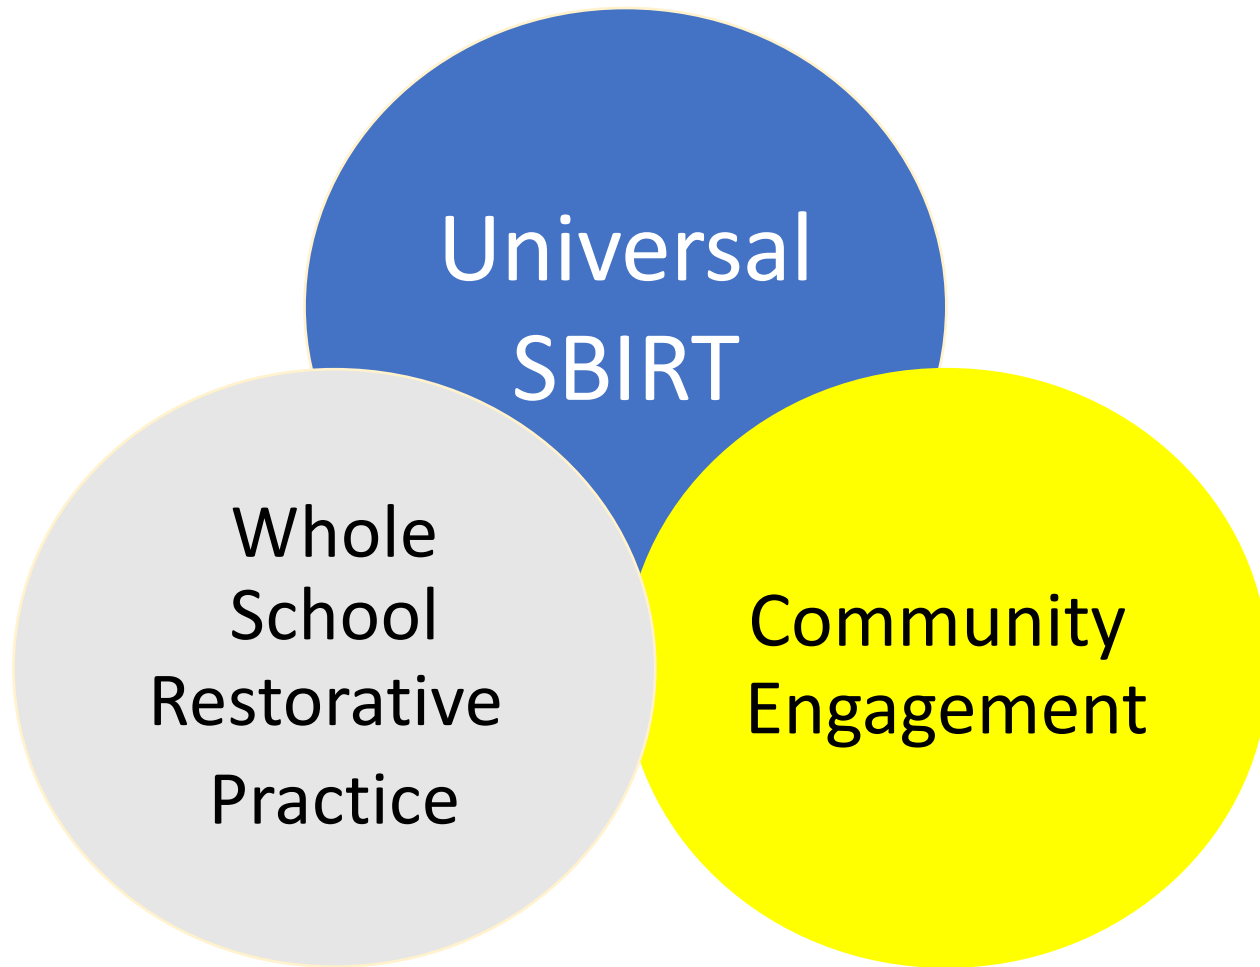 Universal
SBIRT
Whole
School
Restorative
Practice
Community
Engagement